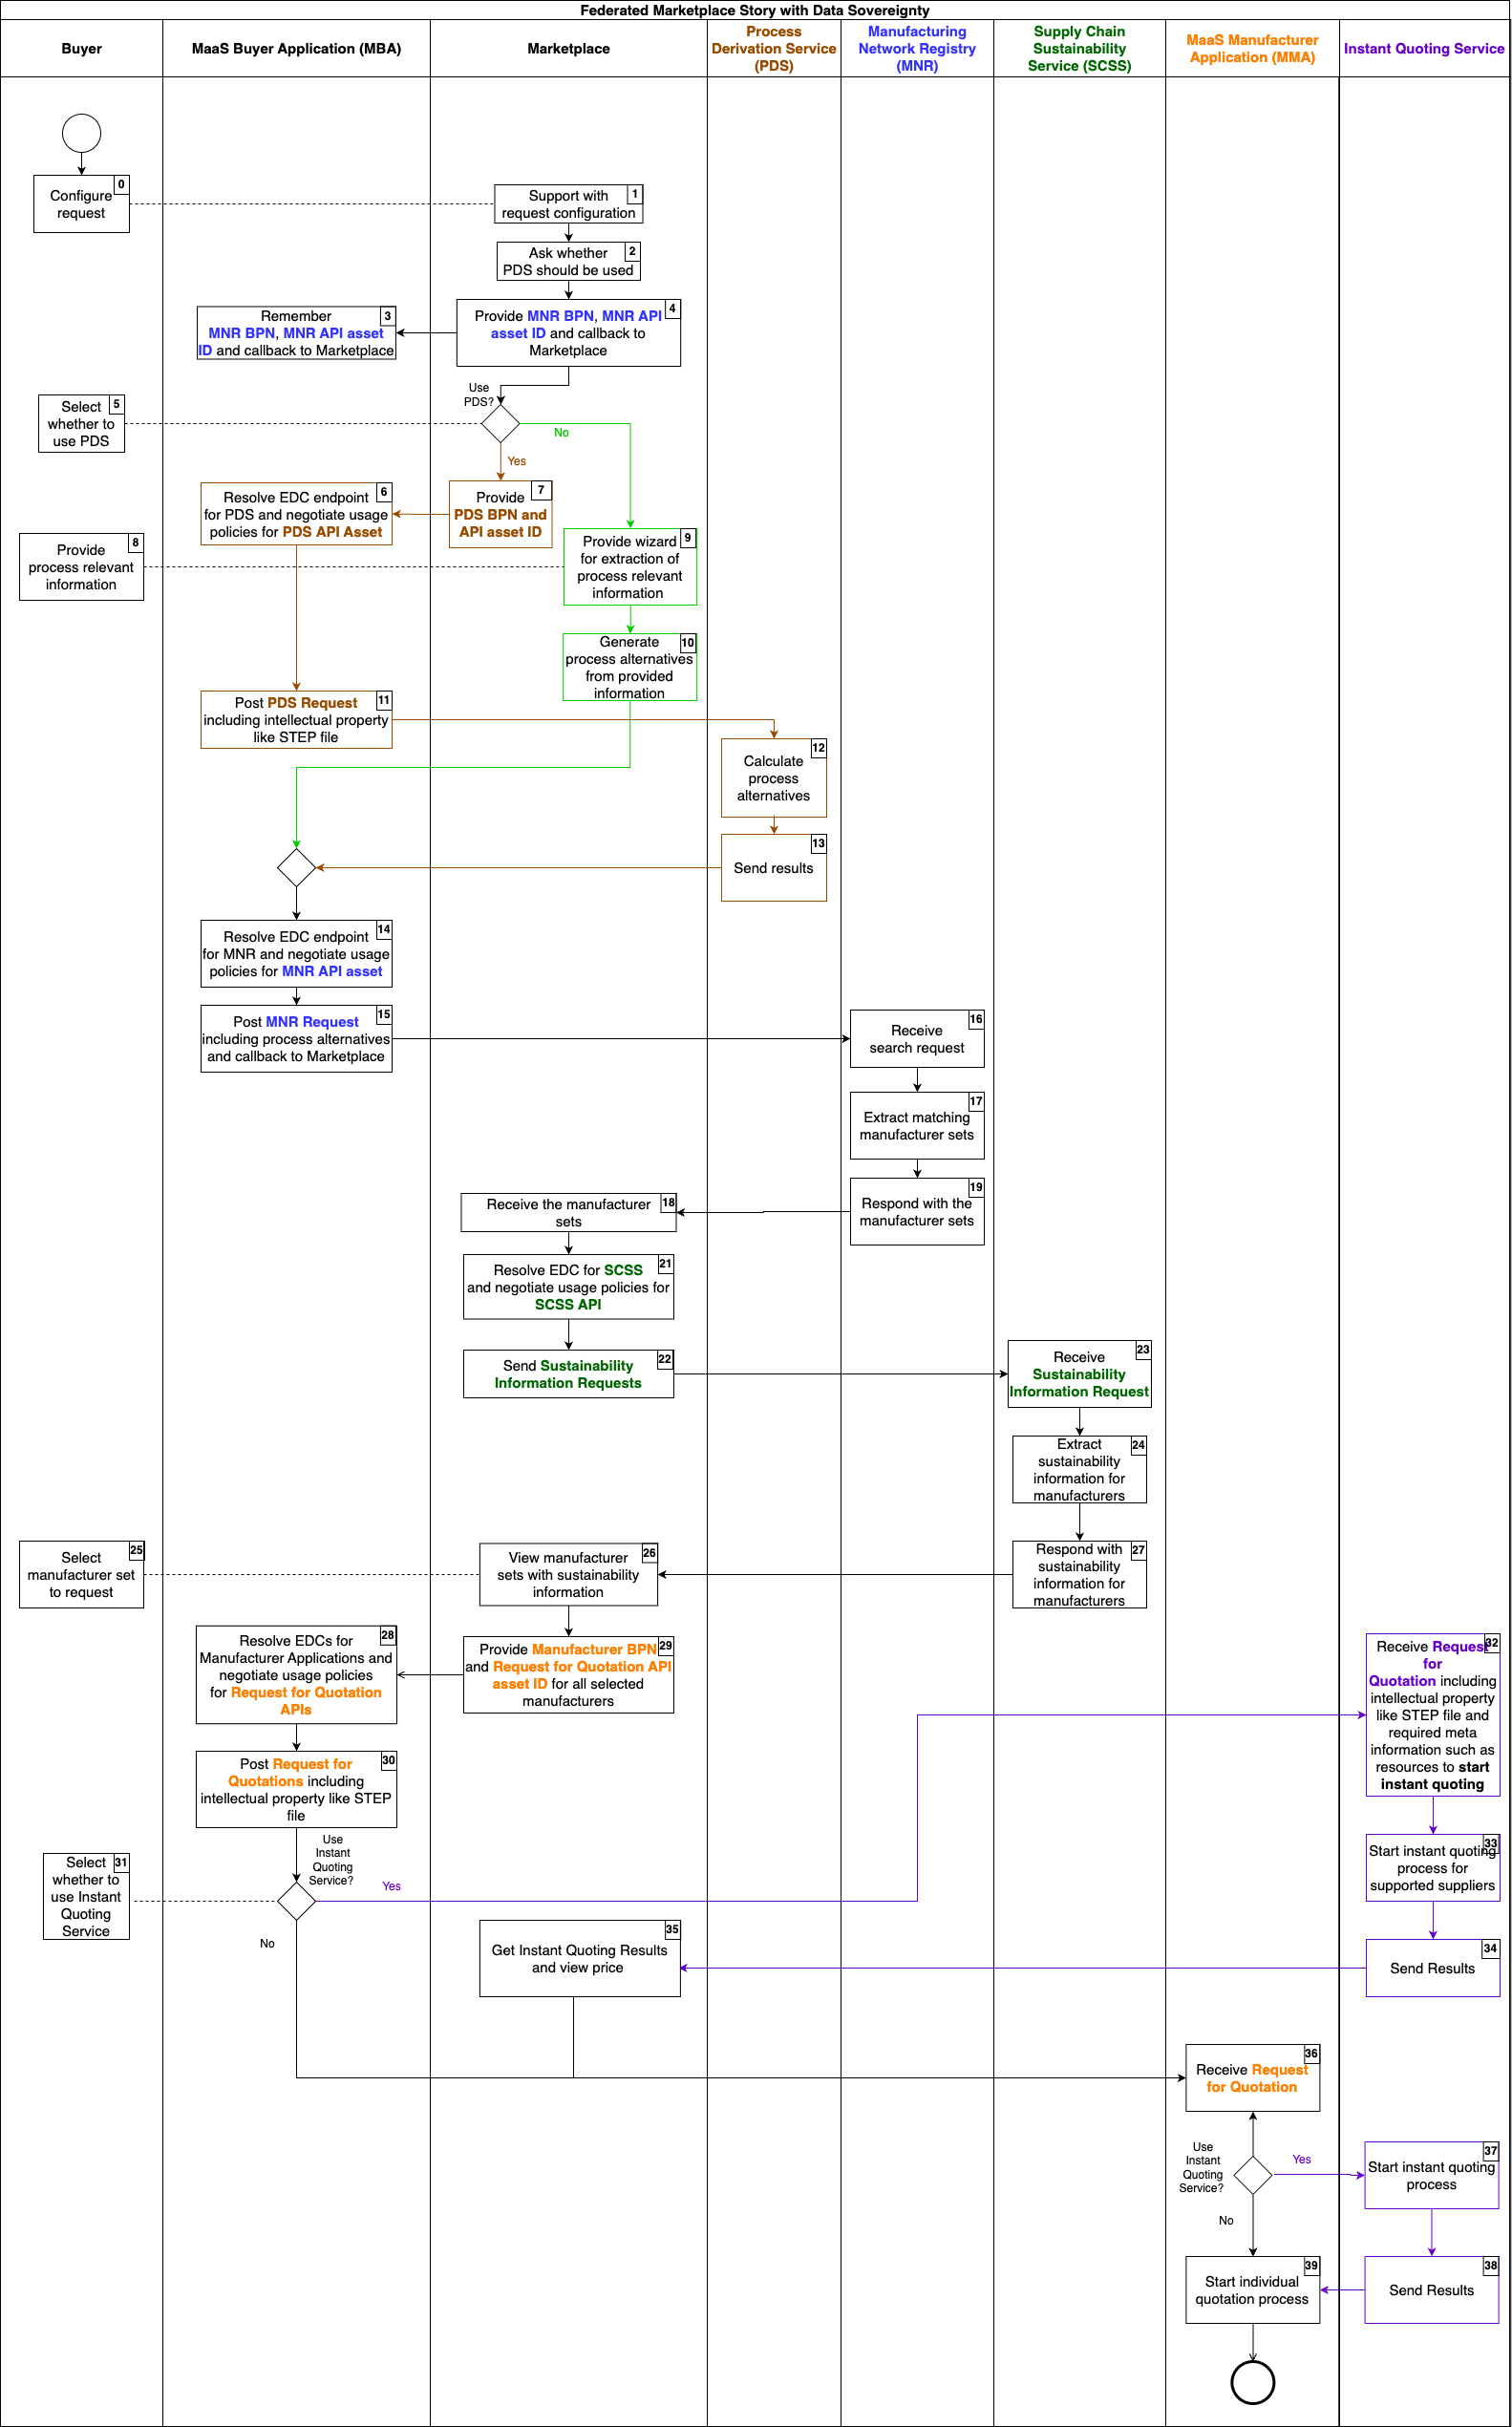 Federated Marketplace Story with Data Sovereignty
Buyer
MaaS Buyer Application (MBA)
Marketplace
Process
Derivation Service
(PDS)
Manufacturing
Network Registry
(MNR)
Supply Chain
Sustainability
Service (SCSS)
MaaS Manufacturer
Application (MMA)
Instant Quoting Service
0
Configure
request
1
Support with
request configuration
2
Ask whether
PDS should be used
3
Remember
MNR BPN, MNR API asset
ID and callback to Marketplace
4
Provide MNR BPN, MNR API
asset ID and callback to
Marketplace
Use
PDS?
5
Select
whether to
use PDS
No
Yes
6
Resolve EDC endpoint
for PDS and negotiate usage
policies for PDS API Asset
7
Provide
PDS BPN and
API asset ID
8
Provide
process relevant
information
9
Provide wizard
for extraction of
process relevant
information
10
Generate
process alternatives
from provided
information
11
Post PDS Request
including intellectual property
like STEP file
12
Calculate
process
alternatives
13
Send results
14
Resolve EDC endpoint
for MNR and negotiate usage
policies for MNR API asset
15
Post MNR Request
including process alternatives
and callback to Marketplace
16
Receive
search request
17
Extract matching
manufacturer sets
18
Receive the manufacturer
sets
19
Respond with the
manufacturer sets
21
Resolve EDC for SCSS
and negotiate usage policies for
SCSS API
22
Send Sustainability
Information Requests
23
Receive
Sustainability
Information Request
24
Extract
sustainability
information for
manufacturers
25
Select
manufacturer set
to request
26
View manufacturer
sets with sustainability
information
27
Respond with
sustainability
information for
manufacturers
28
Resolve EDCs for
Manufacturer Applications and
negotiate usage policies
for Request for Quotation
APIs
29
Provide Manufacturer BPN
and Request for Quotation API
asset ID for all selected
manufacturers
30
Post Request for
Quotations including
intellectual property like STEP
file
Use
Instant
Quoting
Service?
31
Select
whether to
use Instant
Quoting
Service
Yes
No
32
Receive Request
for
Quotation including
intellectual property
like STEP file and
required meta
information such as
resources to start
instant quoting
33
Start instant quoting
process for
supported suppliers
34
Send Results
35
Get Instant Quoting Results
and view price
36
Receive Request
for Quotation
Use
Instant
Quoting
Service?
Yes
No
37
Start instant quoting
process
38
Send Results
39
Start individual
quotation process